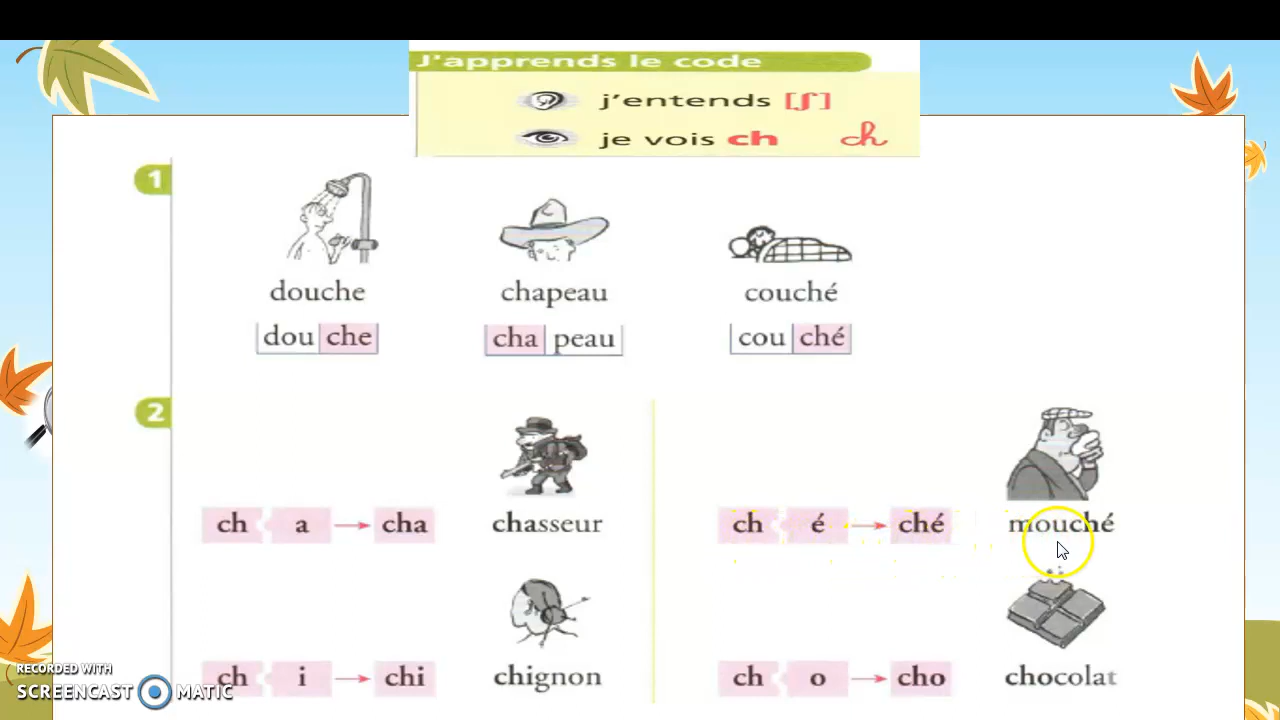 J'apprends le code
j'entends [ʃ]
je vois ch ch
1
douche chapeau couché
dou che cha peau cou ché
2
ch a → cha chasseur ch é → ché mouché
ch i → chi chignon ch o → cho chocolat
RECORDED WITH
SCREENCAST MATIC